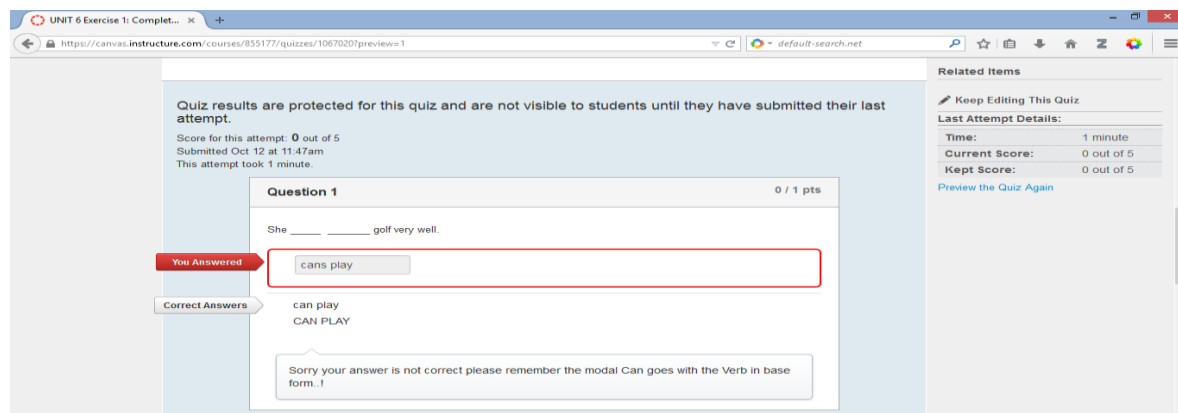 UNIT 6 Exercise 1: Complet... × +
https://canvas.instructure.com/courses/855177/quizzes/1067020?preview=1
default-search.net
Quiz results are protected for this quiz and are not visible to students until they have submitted their last
attempt.
Score for this attempt: 0 out of 5
Submitted Oct 12 at 11:47am
This attempt took 1 minute.
Question 1
0 / 1 pts
She _____ _______ golf very well.
You Answered
cans play
Correct Answers
can play
CAN PLAY
Sorry your answer is not correct please remember the modal Can goes with the Verb in base
form..!
Related Items
Keep Editing This Quiz
Last Attempt Details:
Time: 1 minute
Current Score: 0 out of 5
Kept Score: 0 out of 5
Preview the Quiz Again